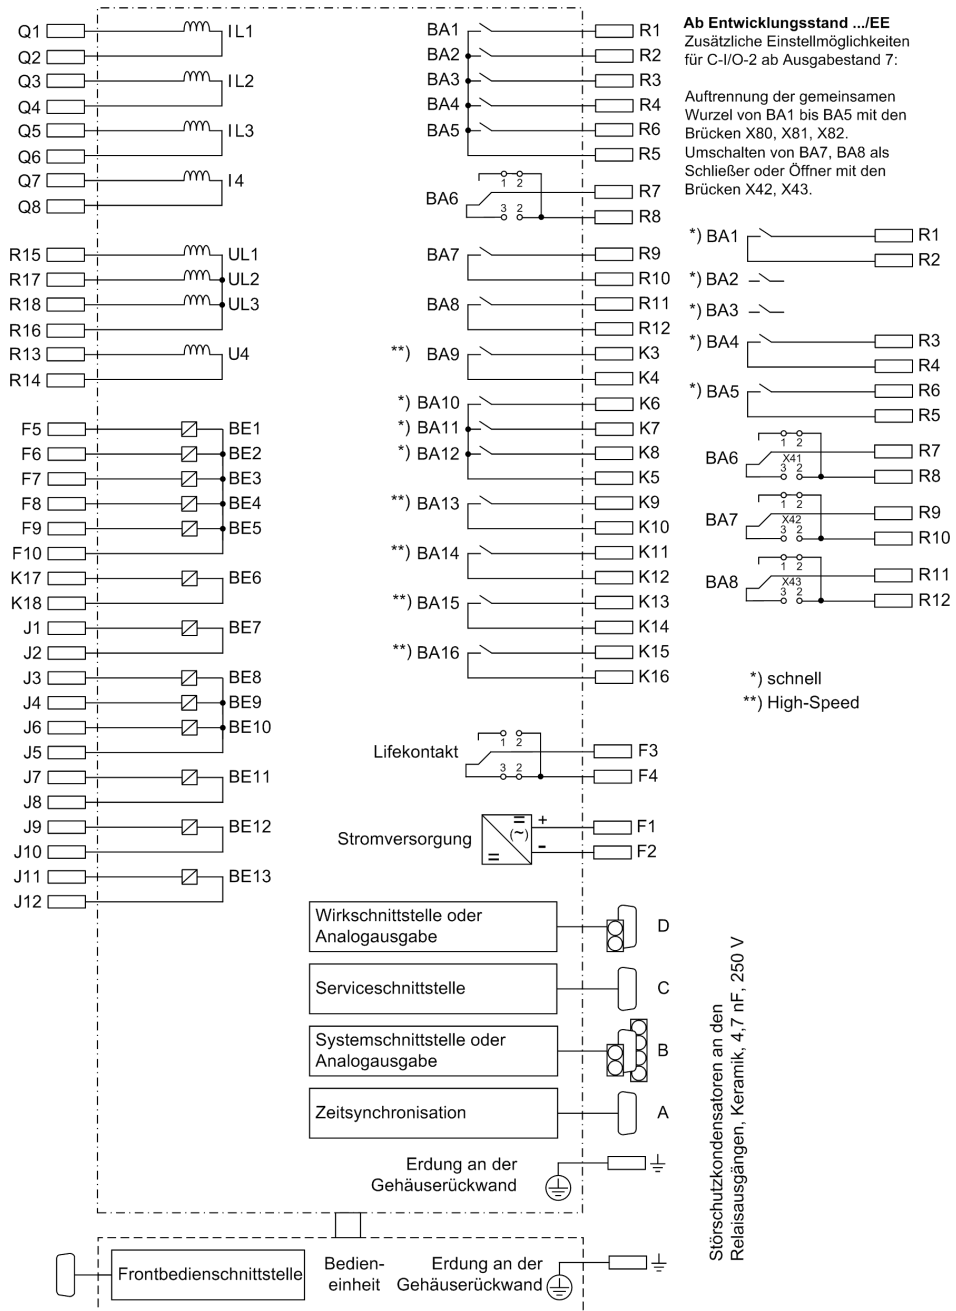 Q1
IL1
Q2
Q3
IL2
Q4
Q5
IL3
Q6
Q7
I4
Q8
R15
UL1
R17
UL2
R18
UL3
R16
R13
U4
R14
F5
BE1
F6
BE2
F7
BE3
F8
BE4
F9
BE5
F10
K17
BE6
K18
J1
BE7
J2
J3
BE8
J4
BE9
J6
BE10
J5
J7
BE11
J8
J9
BE12
J10
J11
BE13
J12
BA1
R1
BA2
R2
BA3
R3
BA4
R4
BA5
R6
R5
1 2
BA6
R7
3 2
R8
BA7
R9
R10
BA8
R11
R12
**) BA9
K3
K4
*) BA10
K6
*) BA11
K7
*) BA12
K8
K5
**) BA13
K9
K10
**) BA14
K11
K12
**) BA15
K13
K14
**) BA16
K15
K16
1 2
Lifekontakt
F3
3 2
F4
Stromversorgung
= (~) =
+
F1
-
F2
Wirkschnittstelle oder
Analogausgabe
D
Serviceschnittstelle
C
Systemschnittstelle oder
Analogausgabe
B
Zeitsynchronisation
A
Erdung an der
Gehäuserückwand
Frontbedienschnittstelle
Bedien-
einheit
Erdung an der
Gehäuserückwand
Ab Entwicklungsstand .../EE
Zusätzliche Einstellmöglichkeiten
für C-I/O-2 ab Ausgabestand 7:
Auftrennung der gemeinsamen
Wurzel von BA1 bis BA5 mit den
Brücken X80, X81, X82.
Umschalten von BA7, BA8 als
Schließer oder Öffner mit den
Brücken X42, X43.
*) BA1
R1
R2
*) BA2
*) BA3
*) BA4
R3
R4
*) BA5
R6
R5
1 2
BA6
X41
R7
3 2
R8
1 2
BA7
X42
R9
3 2
R10
1 2
BA8
X43
R11
3 2
R12
*) schnell
**) High-Speed
Störschutzkondensatoren an den
Relaisausgängen, Keramik, 4,7 nF, 250 V